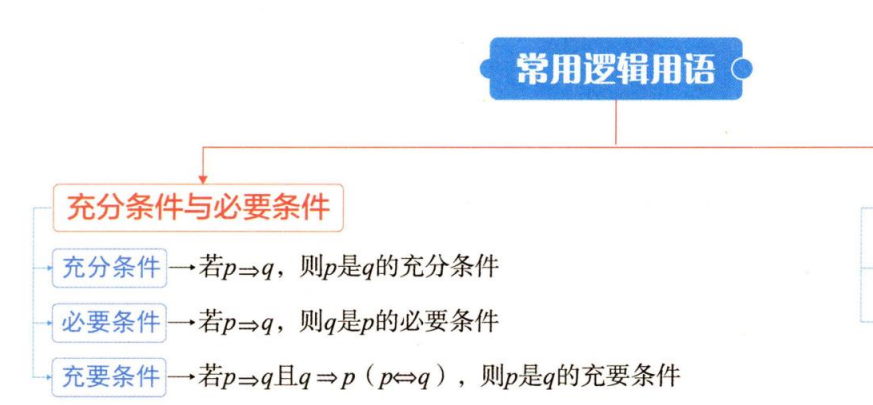 常用逻辑用语
充分条件与必要条件
充分条件→若p⇒q，则p是q的充分条件
必要条件→若p⇒q，则q是p的必要条件
充要条件→若p⇒q且q⇒p（p⇔q），则p是q的充要条件